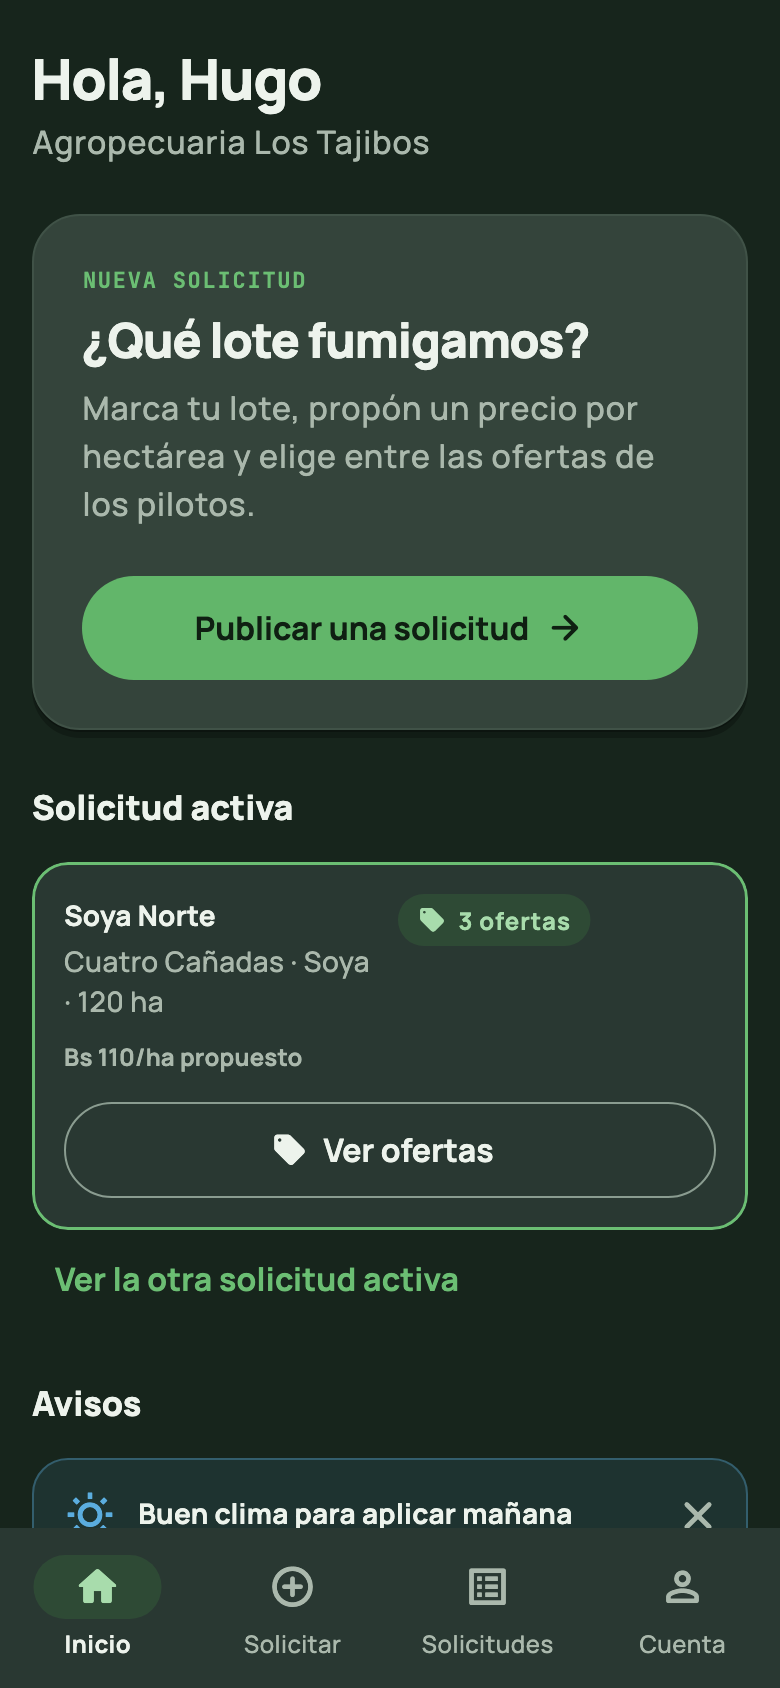 Hola, Hugo
Agropecuaria Los Tajibos
NUEVA SOLICITUD
¿Qué lote fumigamos?
Marca tu lote, propón un precio por
hectárea y elige entre las ofertas de
los pilotos.
Publicar una solicitud
Solicitud activa
Soya Norte
3 ofertas
Cuatro Cañadas · Soya
· 120 ha
Bs 110/ha propuesto
Ver ofertas
Ver la otra solicitud activa
Avisos
Buen clima para aplicar mañana
Inicio
Solicitar
Solicitudes
Cuenta